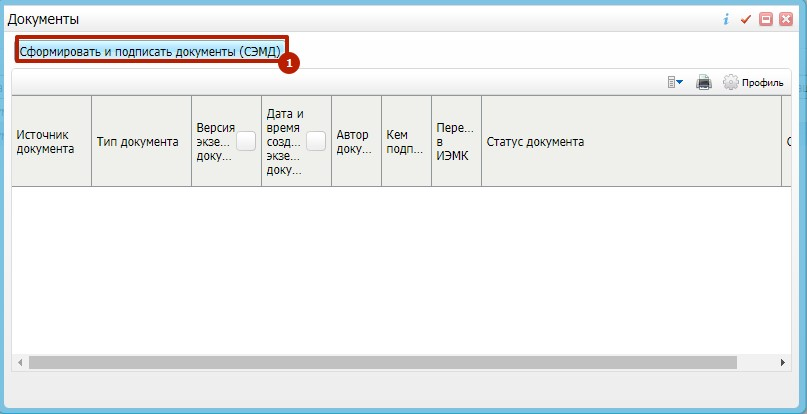 Документы
Сформировать и подписать документы (СЭМД)
1
Профиль
Источник
документа
Тип документа
Версия
экзе...
доку...
Дата и
время
созд...
экзе...
доку...
Автор
доку...
Кем
подп...
Пере...
в
ИЭМК
Статус документа